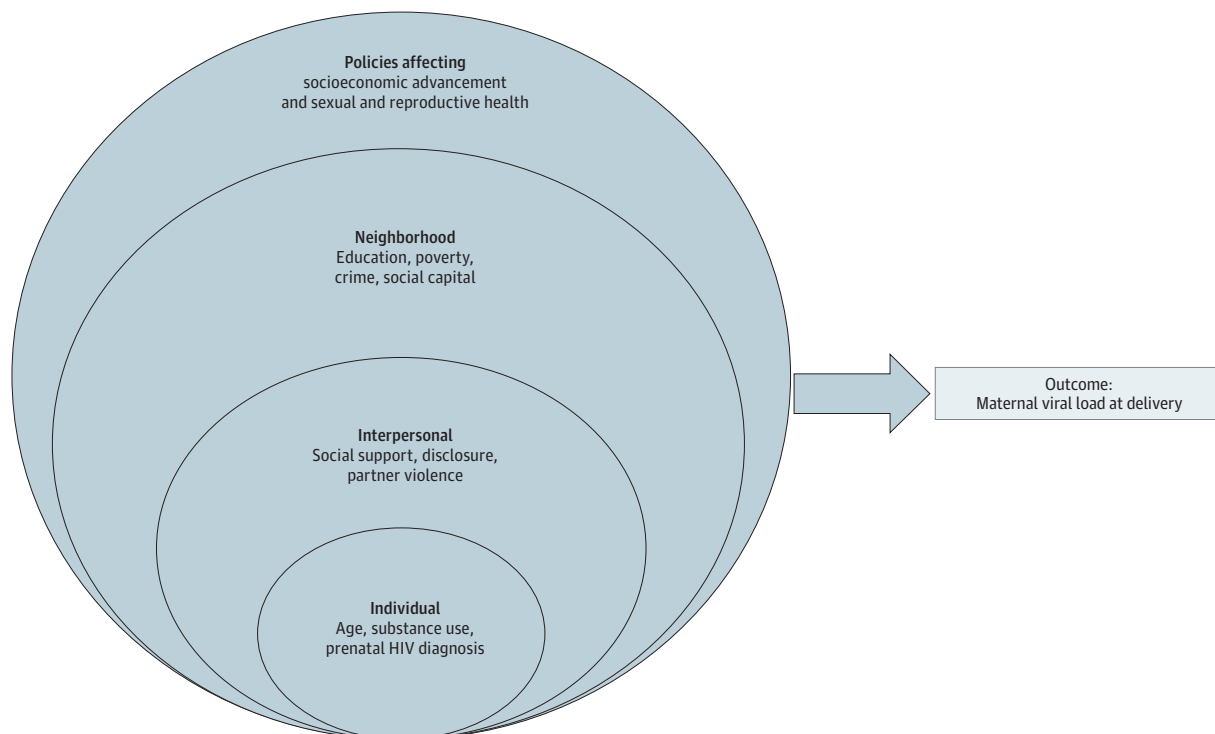 Policies affecting
socioeconomic advancement
and sexual and reproductive health
Neighborhood
Education, poverty,
crime, social capital
Interpersonal
Social support, disclosure,
partner violence
Individual
Age, substance use,
prenatal HIV diagnosis
Outcome:
Maternal viral load at delivery